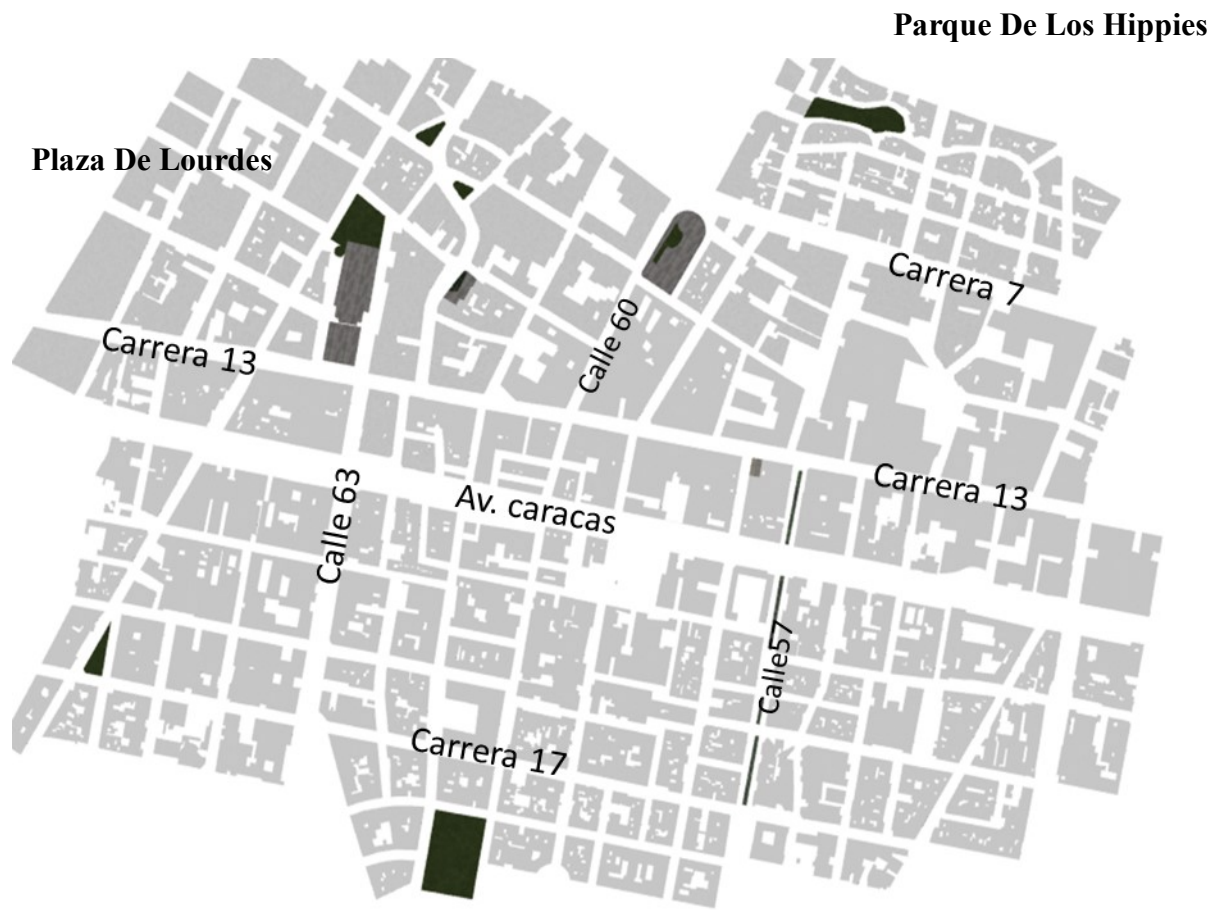 Parque De Los Hippies
Plaza De Lourdes
Carrera 7
Carrera 13
Calle 60
Calle 63
Av. caracas
Carrera 13
Calle57
Carrera 17